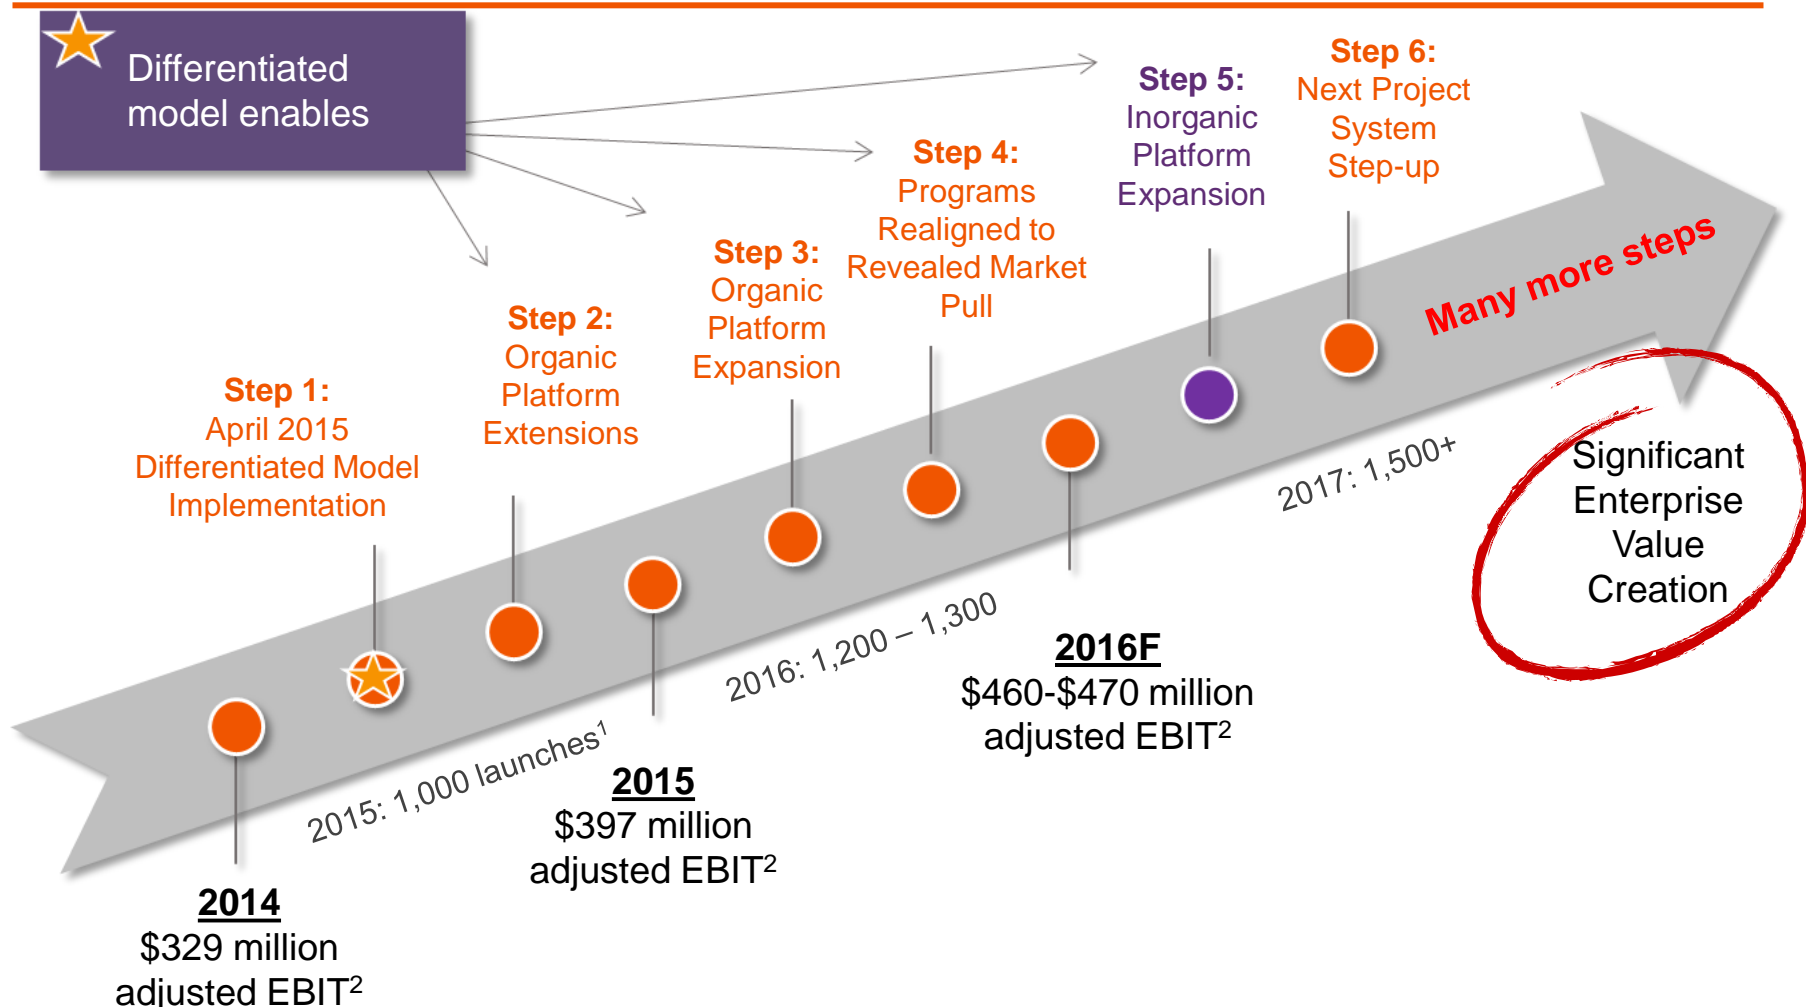 Differentiated
model enables
Step 1:
April 2015
Differentiated Model
Implementation
Step 2:
Organic
Platform
Extensions
Step 3:
Organic
Platform
Expansion
Step 4:
Programs
Realigned to
Revealed Market
Pull
Step 5:
Inorganic
Platform
Expansion
Step 6:
Next Project
System
Step-up
Many more steps
2015: 1,000 launches¹
2016: 1,200 – 1,300
2017: 1,500+
2014
$329 million
adjusted EBIT²
2015
$397 million
adjusted EBIT²
2016F
$460-$470 million
adjusted EBIT²
Significant
Enterprise
Value
Creation